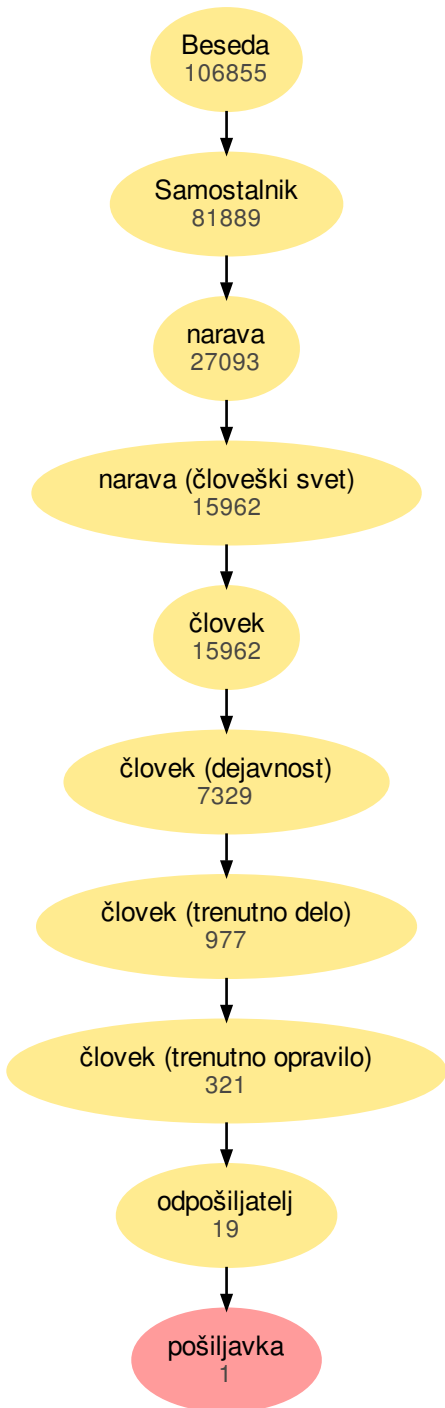 Beseda
106855
Samostalnik
81889
narava
27093
narava (človeški svet)
15962
človek
15962
človek (dejavnost)
7329
človek (trenutno delo)
977
človek (trenutno opravilo)
321
odpošiljatelj
19
pošiljavka
1